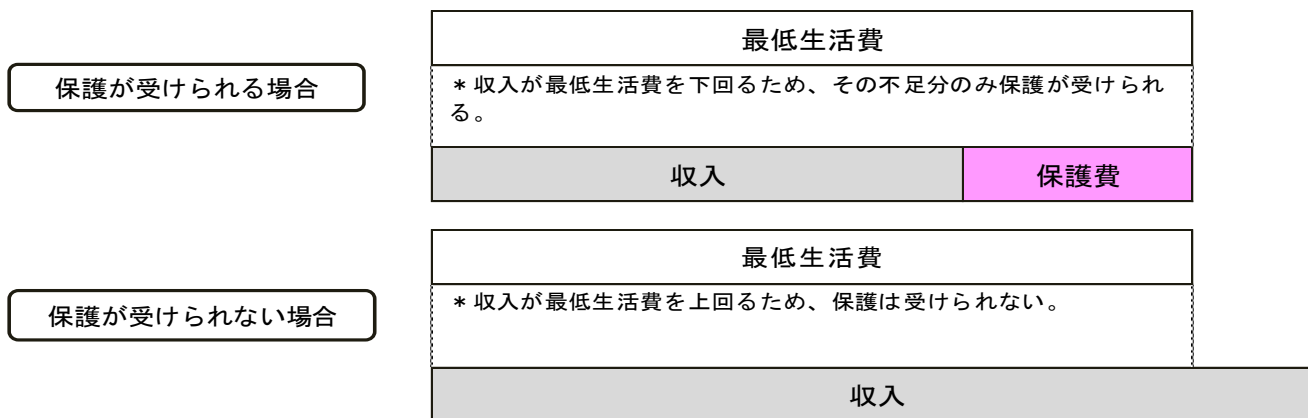 最低生活費
保護が受けられる場合
＊収入が最低生活費を下回るため、その不足分のみ保護が受けられ
る。
収入
保護費
最低生活費
保護が受けられない場合
＊収入が最低生活費を上回るため、保護は受けられない。
収入